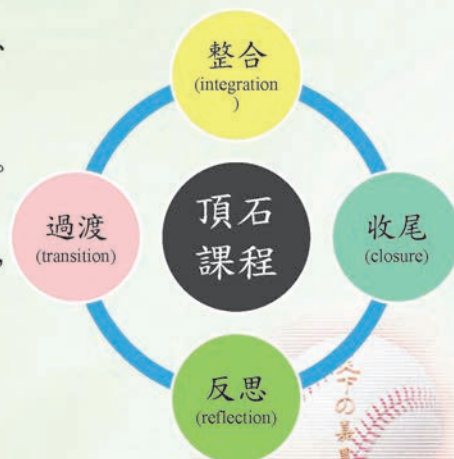 整合
(integration
)
過渡
(transition)
頂石
課程
收尾
(closure)
反思
(reflection)
、
。
，